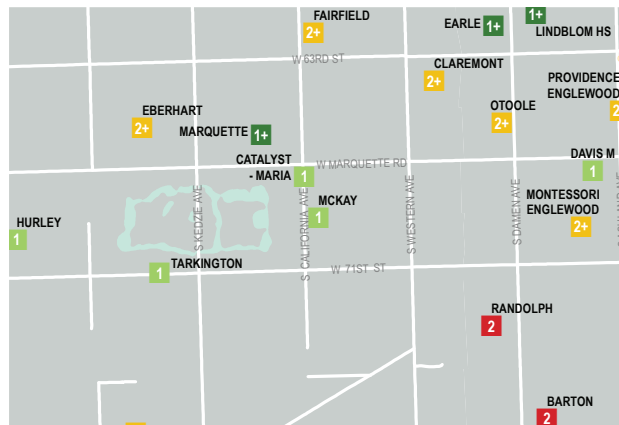 FAIRFIELD
2+
EARLE 1+
1+
LINDBLOM HS
W 63RD ST
CLAREMONT
2+
PROVIDENCE
ENGLEWOOD
2+
EBERHART
2+
MARQUETTE 1+
OTOOLE
2+
CATALYST
- MARIA 1
W MARQUETTE RD
DAVIS M
1
S KEDZIE AVE
S CALIFORNIA AVE
S WESTERN AVE
S DAMEN AVE
MCKAY
1
MONTESSORI
ENGLEWOOD
2+
HURLEY
1
TARKINGTON
1
W 71ST ST
RANDOLPH
2
BARTON
2